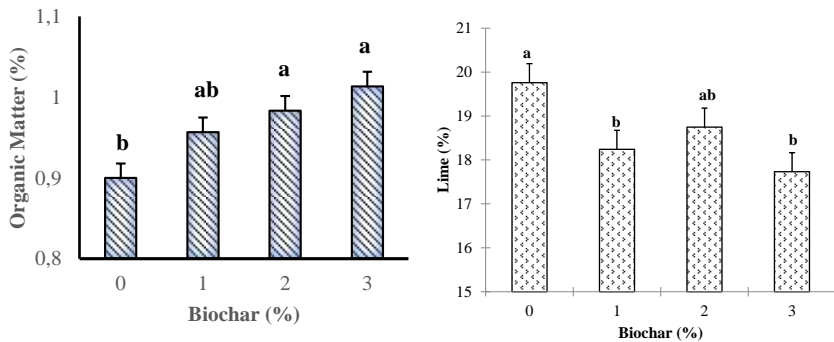 Organic Matter (%)
1,1
1
0,9
0,8
b
ab
a
a
0 1 2 3
Biochar (%)
Lime (%)
21
20
19
18
17
16
15
a
b
ab
b
0 1 2 3
Biochar (%)